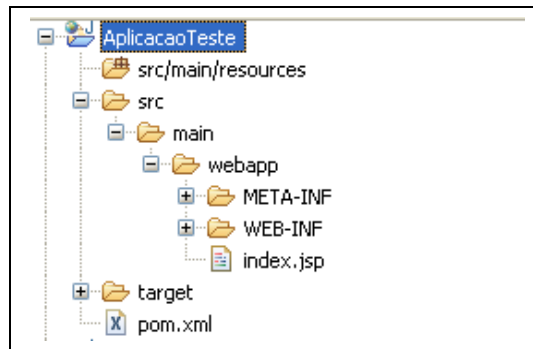 AplicacaoTeste
src/main/resources
src
main
webapp
META-INF
WEB-INF
index.jsp
target
pom.xml